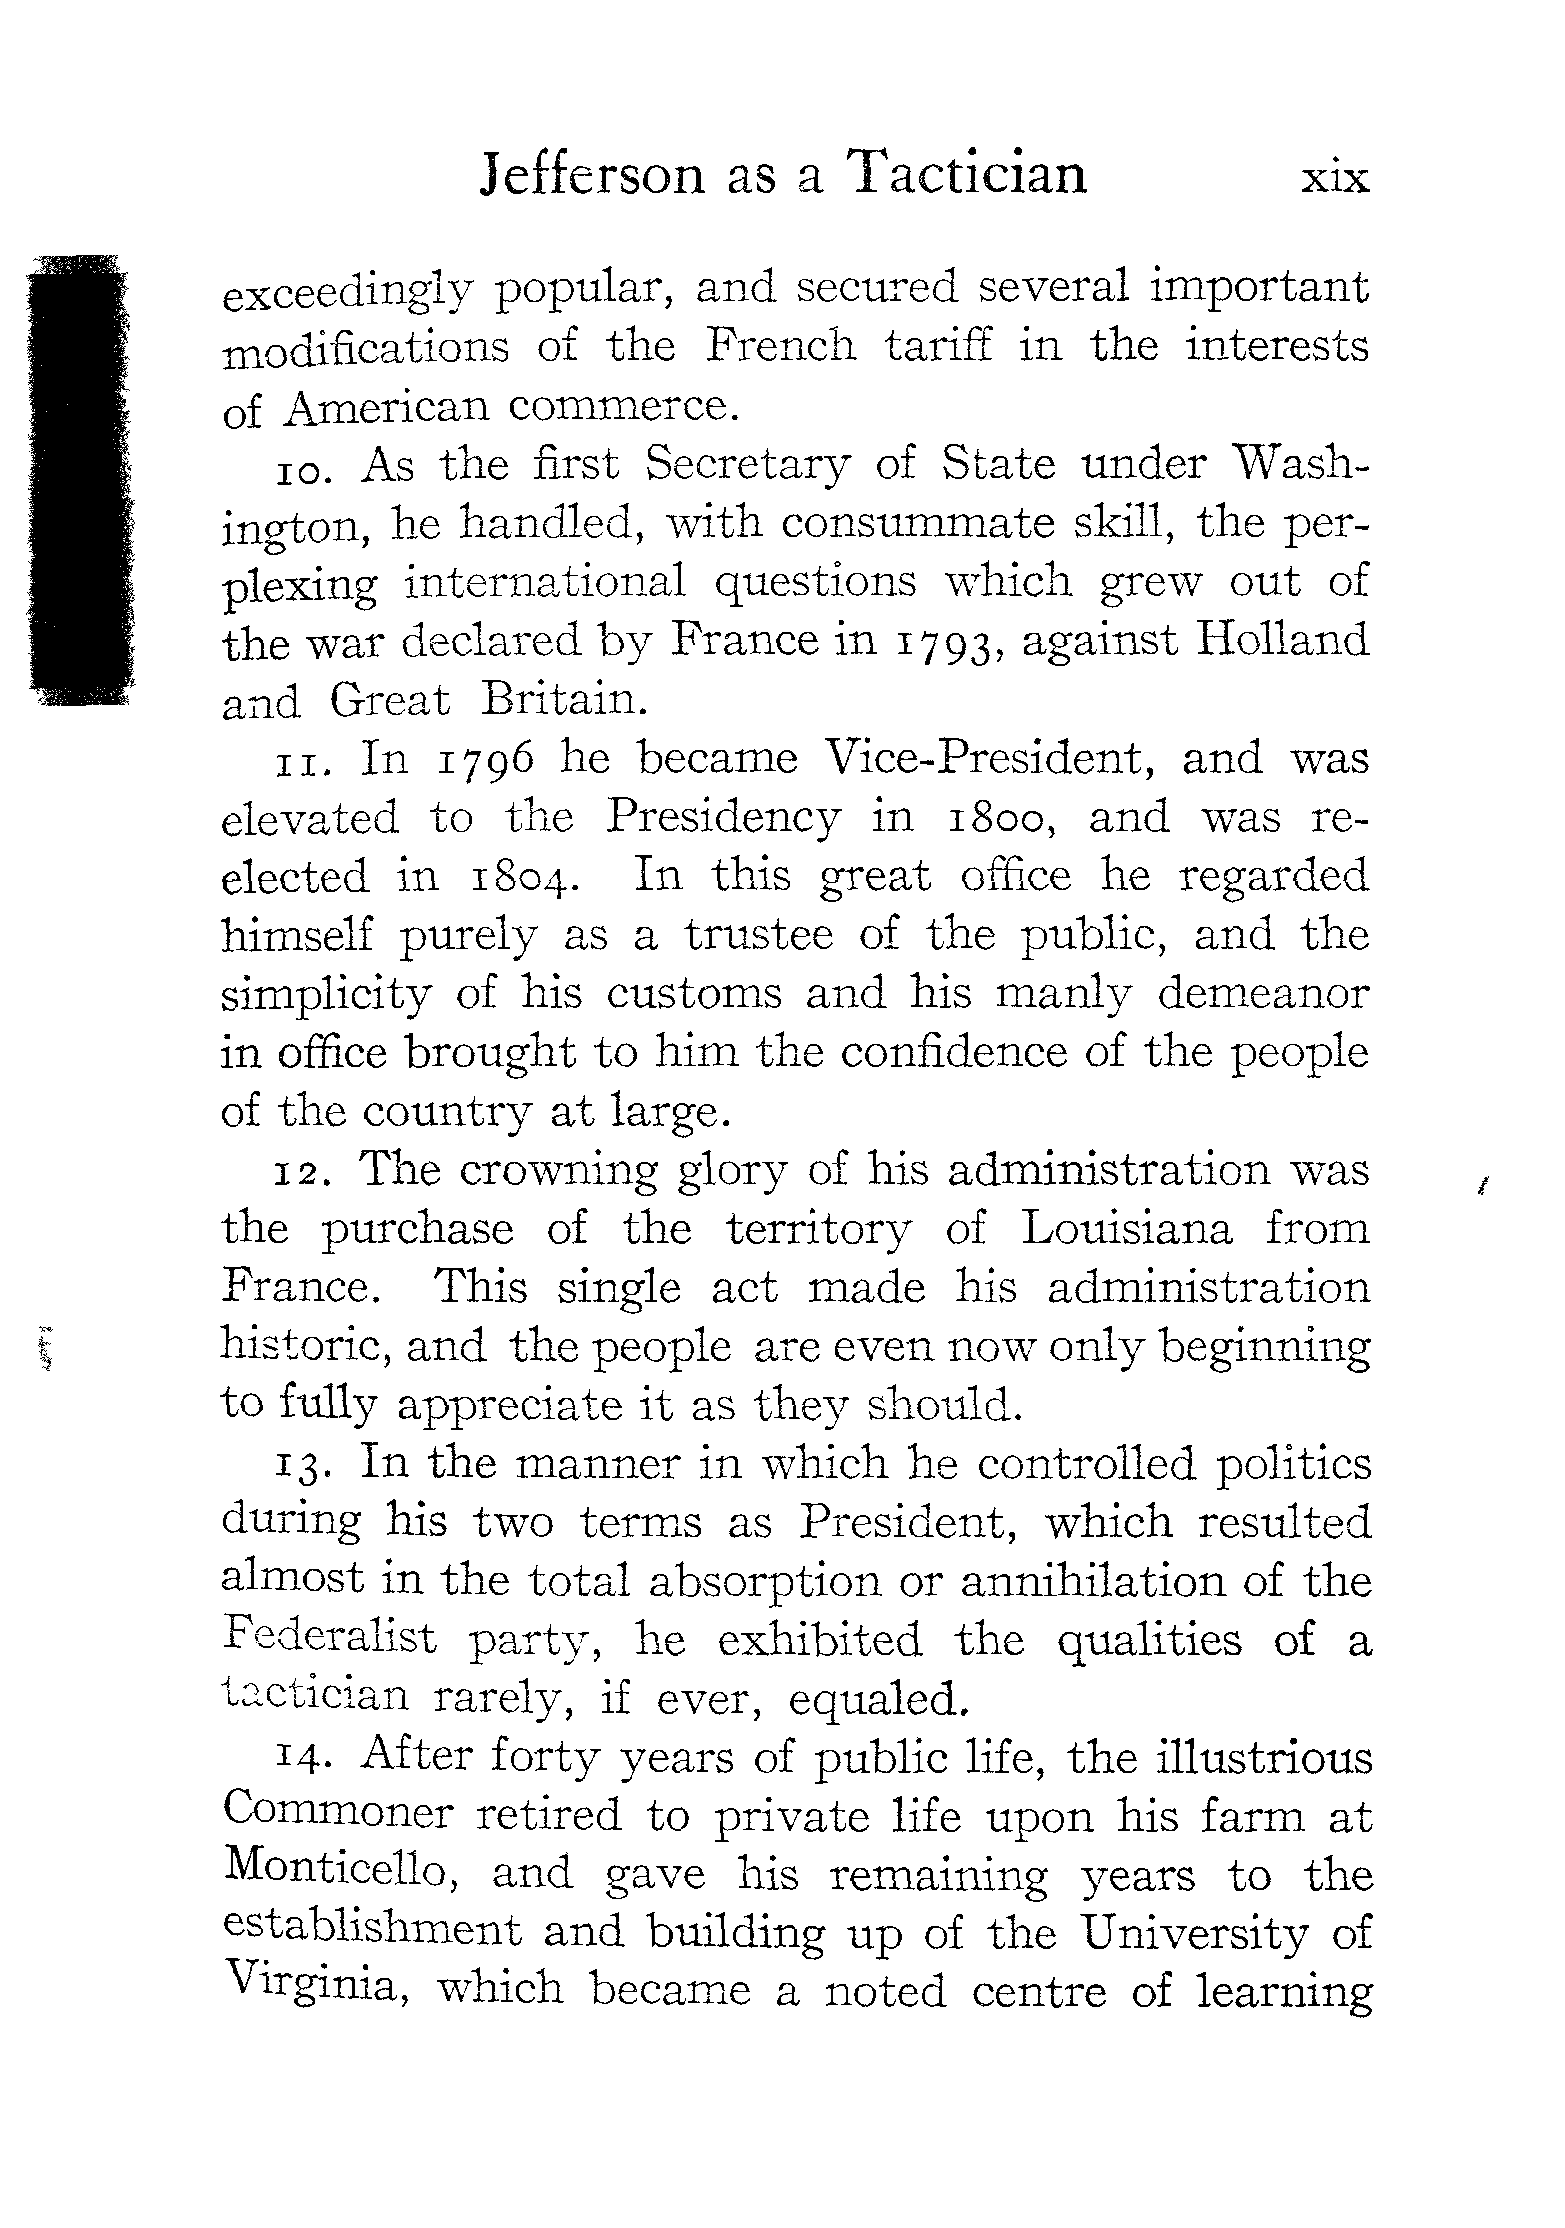 Jefferson as a Tactician xix
exceedingly popular, and secured several important
modifications of the French tariff in the interests
of American commerce.
10. As the first Secretary of State under Wash-
ington, he handled, with consummate skill, the per-
plexing international questions which grew out of
the war declared by France in 1793, against Holland
and Great Britain.
11. In 1796 he became Vice-President, and was
elevated to the Presidency in 1800, and was re-
elected in 1804. In this great office he regarded
himself purely as a trustee of the public, and the
simplicity of his customs and his manly demeanor
in office brought to him the confidence of the people
of the country at large.
12. The crowning glory of his administration was
the purchase of the territory of Louisiana from
France. This single act made his administration
historic, and the people are even now only beginning
to fully appreciate it as they should.
13. In the manner in which he controlled politics
during his two terms as President, which resulted
almost in the total absorption or annihilation of the
Federalist party, he exhibited the qualities of a
tactician rarely, if ever, equaled.
14. After forty years of public life, the illustrious
Commoner retired to private life upon his farm at
Monticello, and gave his remaining years to the
establishment and building up of the University of
Virginia, which became a noted centre of learning